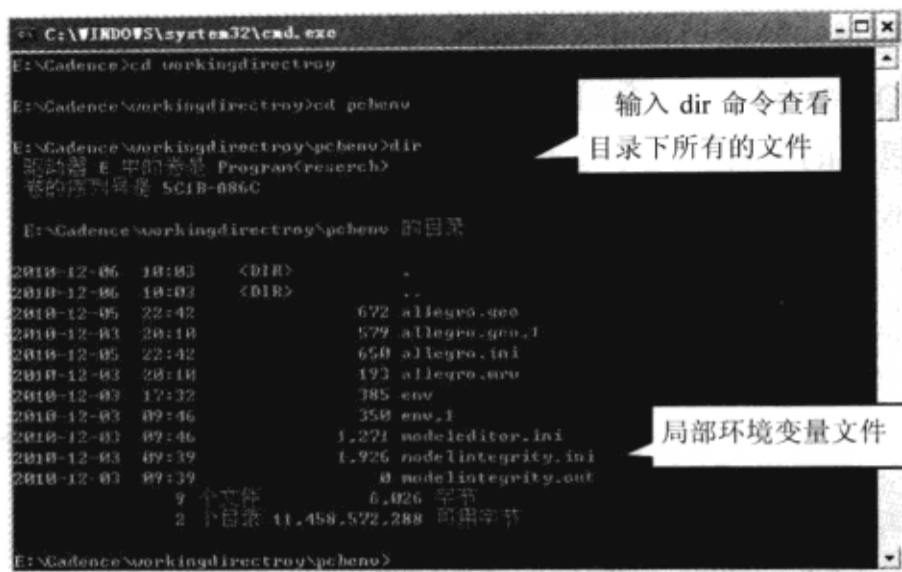 C:\WINDOWS\system32\cmd.exe
E:\Cadence>cd workingdirectroy
E:\Cadence\workingdirectroy>cd pcbenv
E:\Cadence\workingdirectroy\pcbenv>dir
输入 dir 命令查看
目录下所有的文件
驱动器 E 中的卷是 Program(reserch)
卷的序列号是 5C1B-086C
E:\Cadence\workingdirectroy\pcbenv 的目录
2010-12-06 10:03 <DIR> .
2010-12-06 10:03 <DIR> ..
2010-12-05 22:42 672 allegro.geo
2010-12-03 20:10 579 allegro.geo,1
2010-12-05 22:42 650 allegro.ini
2010-12-03 20:10 193 allegro.mru
2010-12-03 17:32 385 env
2010-12-03 09:46 350 env,1
2010-12-03 09:46 1,271 modeleditor.ini
2010-12-03 09:39 1,926 modelintegrity.ini
2010-12-03 09:39 0 modelintegrity.out
局部环境变量文件
9 个文件 6,026 字节
2 个目录 11,458,572,288 可用字节
E:\Cadence\workingdirectroy\pcbenv>